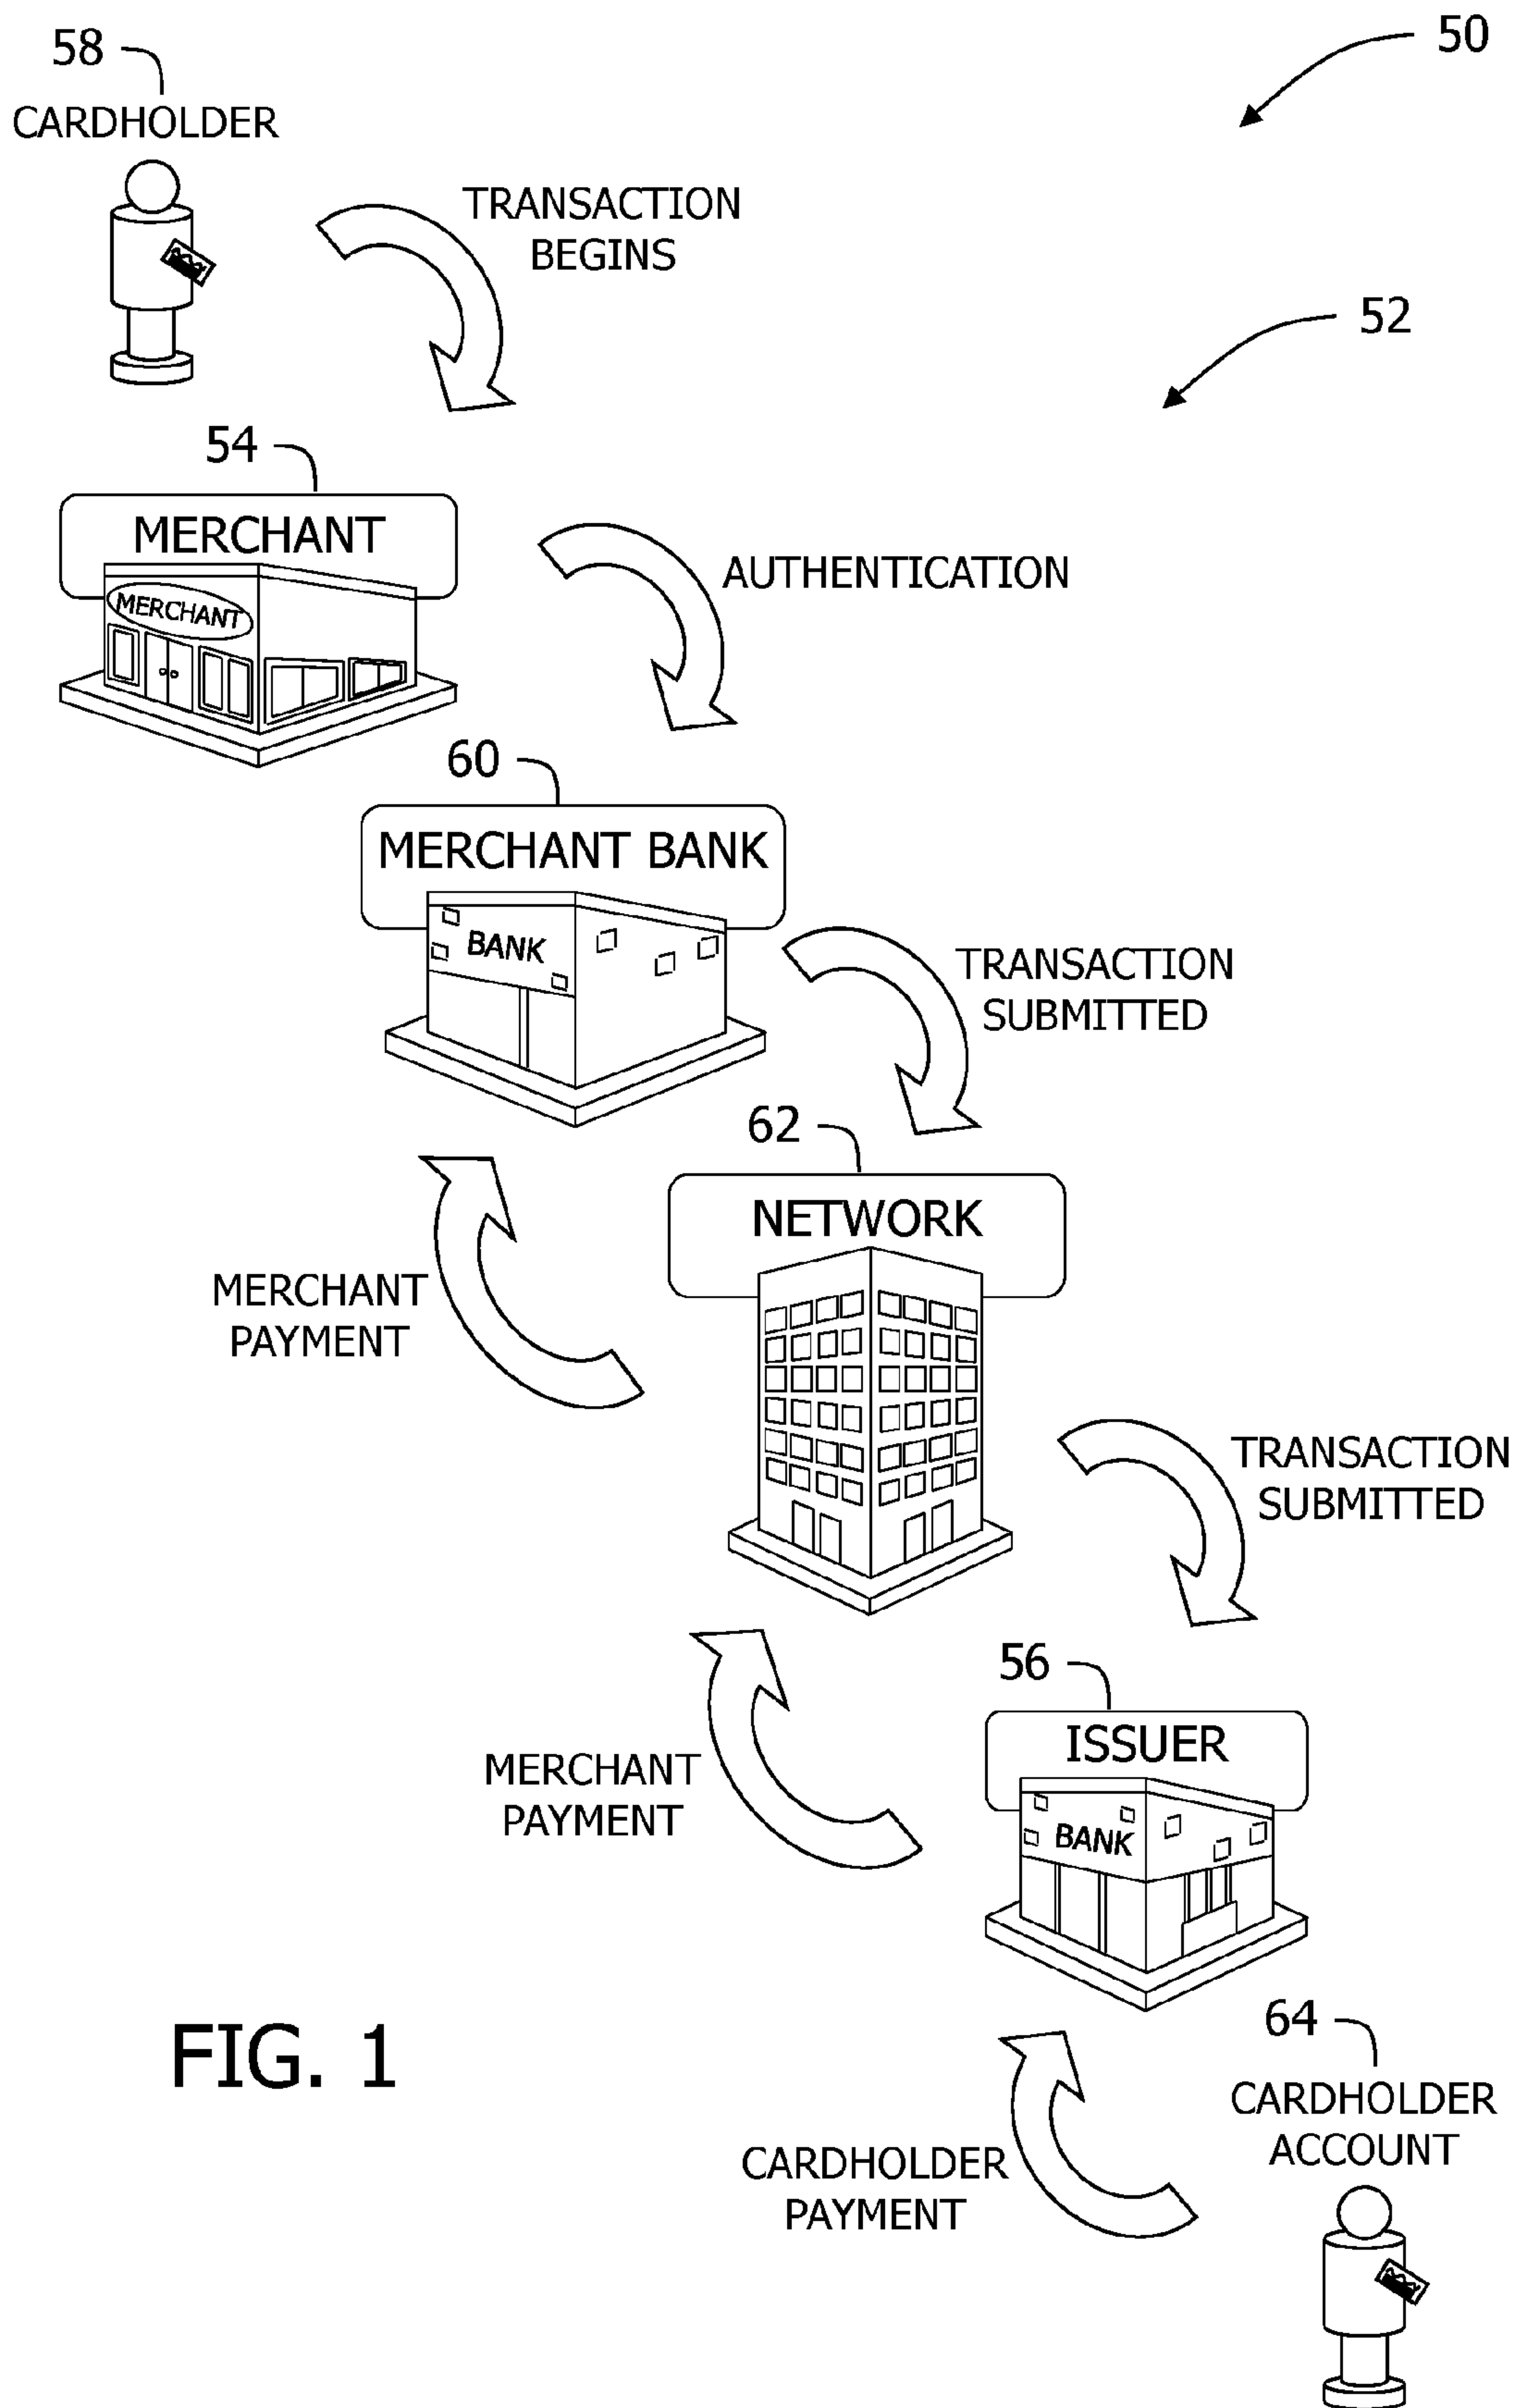 58
50
CARDHOLDER
TRANSACTION
BEGINS
52
54
MERCHANT
MERCHANT
AUTHENTICATION
60
MERCHANT BANK
BANK
TRANSACTION
SUBMITTED
62
NETWORK
MERCHANT
PAYMENT
TRANSACTION
SUBMITTED
56
ISSUER
BANK
MERCHANT
PAYMENT
64
CARDHOLDER
ACCOUNT
CARDHOLDER
PAYMENT
FIG. 1